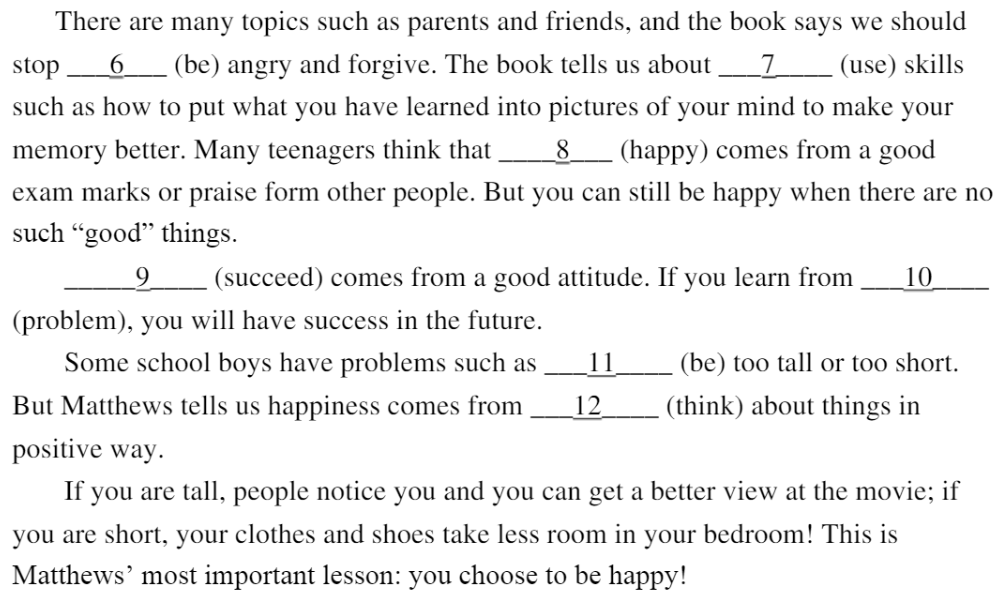 There are many topics such as parents and friends, and the book says we should
stop ___6___ (be) angry and forgive. The book tells us about ___7____ (use) skills
such as how to put what you have learned into pictures of your mind to make your
memory better. Many teenagers think that ____8___ (happy) comes from a good
exam marks or praise form other people. But you can still be happy when there are no
such “good” things.
_____9____ (succeed) comes from a good attitude. If you learn from ___10____
(problem), you will have success in the future.
Some school boys have problems such as ___11____ (be) too tall or too short.
But Matthews tells us happiness comes from ___12____ (think) about things in
positive way.
If you are tall, people notice you and you can get a better view at the movie; if
you are short, your clothes and shoes take less room in your bedroom! This is
Matthews’ most important lesson: you choose to be happy!